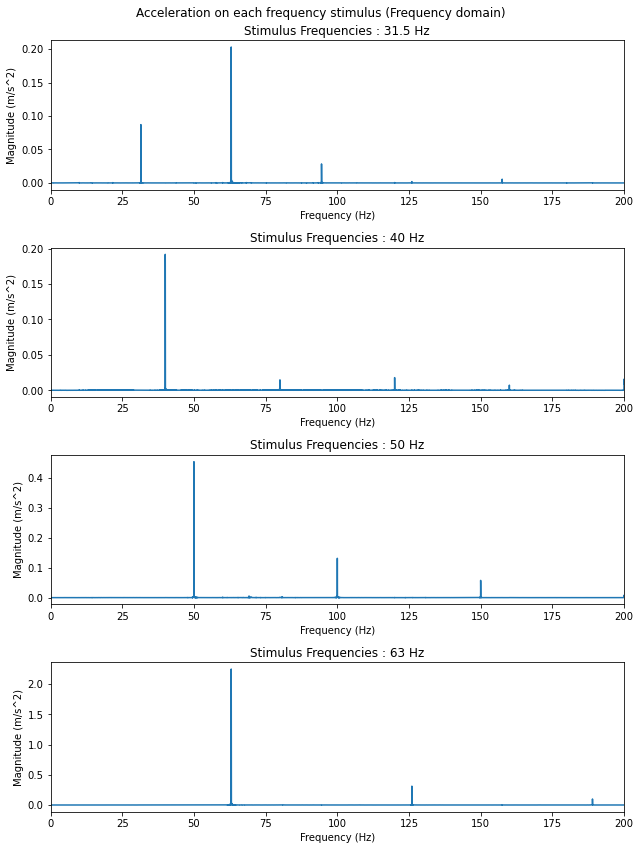 Acceleration on each frequency stimulus (Frequency domain)
Stimulus Frequencies : 31.5 Hz
Magnitude (m/s^2)
0.20
0.15
0.10
0.05
0.00
0 25 50 75 100 125 150 175 200
Frequency (Hz)
Stimulus Frequencies : 40 Hz
Magnitude (m/s^2)
0.20
0.15
0.10
0.05
0.00
0 25 50 75 100 125 150 175 200
Frequency (Hz)
Stimulus Frequencies : 50 Hz
Magnitude (m/s^2)
0.4
0.3
0.2
0.1
0.0
0 25 50 75 100 125 150 175 200
Frequency (Hz)
Stimulus Frequencies : 63 Hz
Magnitude (m/s^2)
2.0
1.5
1.0
0.5
0.0
0 25 50 75 100 125 150 175 200
Frequency (Hz)